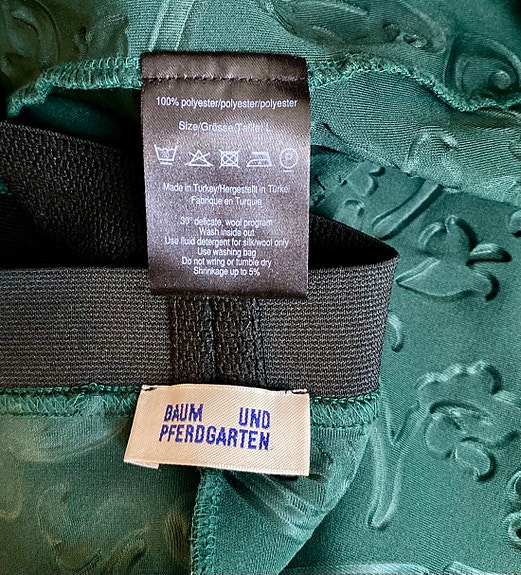 100% polyester/polyester/polyester
Size/Grösse/Taille: L
Made in Turkey/Hergestellt in Türkei
Fabrique en Turquie
30° delicate, wool program
Wash inside out
Use fluid detergent for silk/wool only
Use washing bag
Do not wring or tumble dry
Shrinkage up to 5%
BAUM UND
PFERDGARTEN